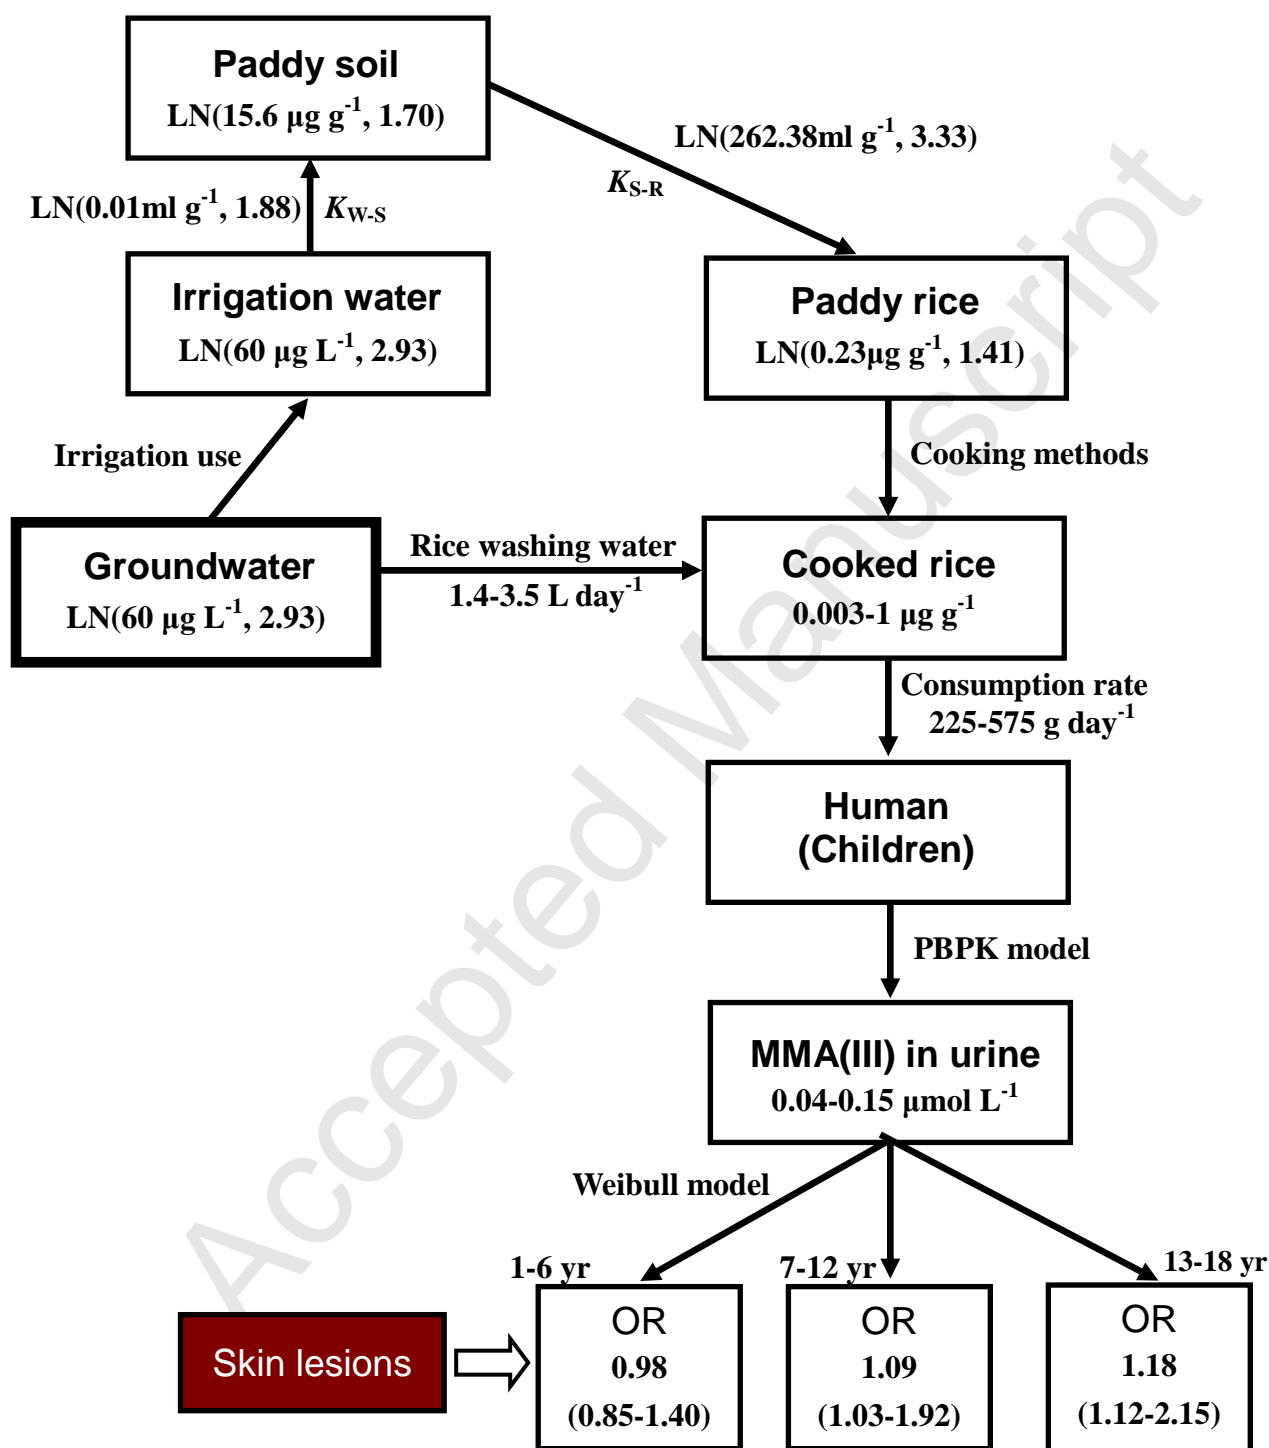 Paddy soil
LN(15.6 µg g⁻¹, 1.70)
LN(262.38ml g⁻¹, 3.33)
K_S-R
LN(0.01ml g⁻¹, 1.88) K_W-S
Irrigation water
LN(60 µg L⁻¹, 2.93)
Paddy rice
LN(0.23µg g⁻¹, 1.41)
Irrigation use
Cooking methods
Groundwater
LN(60 µg L⁻¹, 2.93)
Rice washing water
1.4-3.5 L day⁻¹
Cooked rice
0.003-1 µg g⁻¹
Consumption rate
225-575 g day⁻¹
Human
(Children)
PBPK model
MMA(III) in urine
0.04-0.15 µmol L⁻¹
Weibull model
1-6 yr
7-12 yr
13-18 yr
Skin lesions
OR
0.98
(0.85-1.40)
OR
1.09
(1.03-1.92)
OR
1.18
(1.12-2.15)
Accepted Manuscript